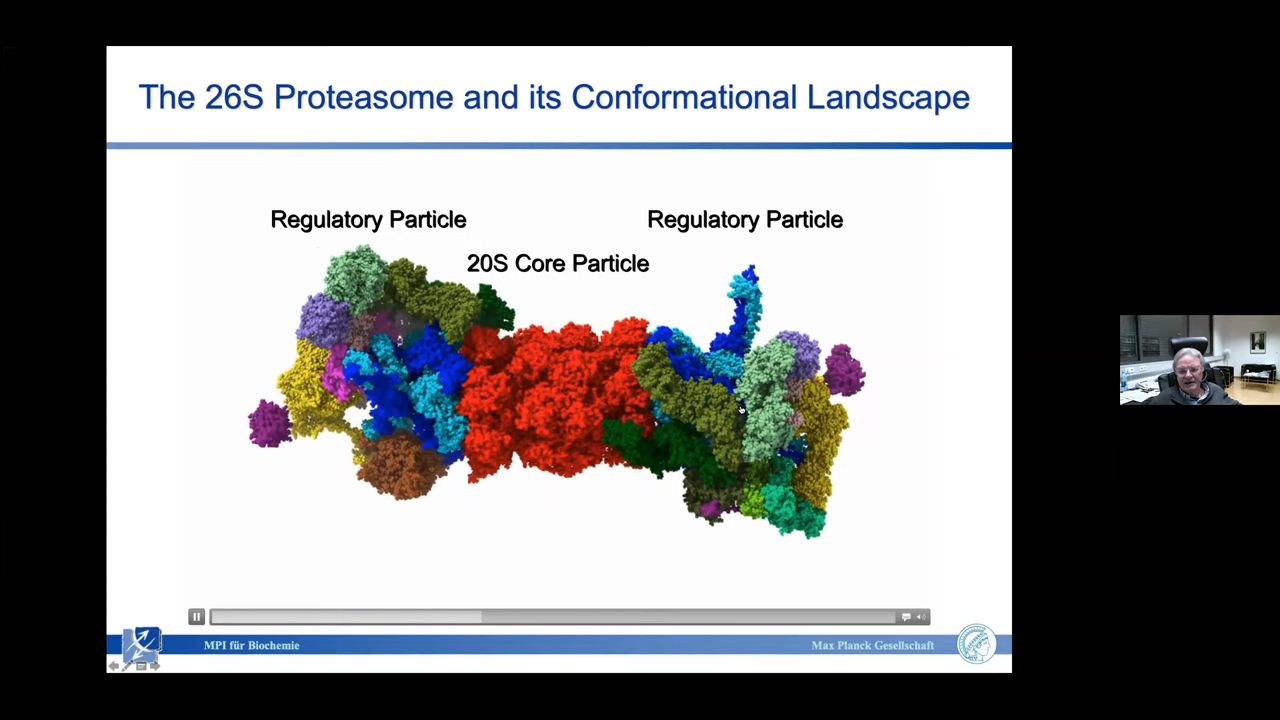 The 26S Proteasome and its Conformational Landscape
Regulatory Particle
Regulatory Particle
20S Core Particle
MPI für Biochemie
Max Planck Gesellschaft